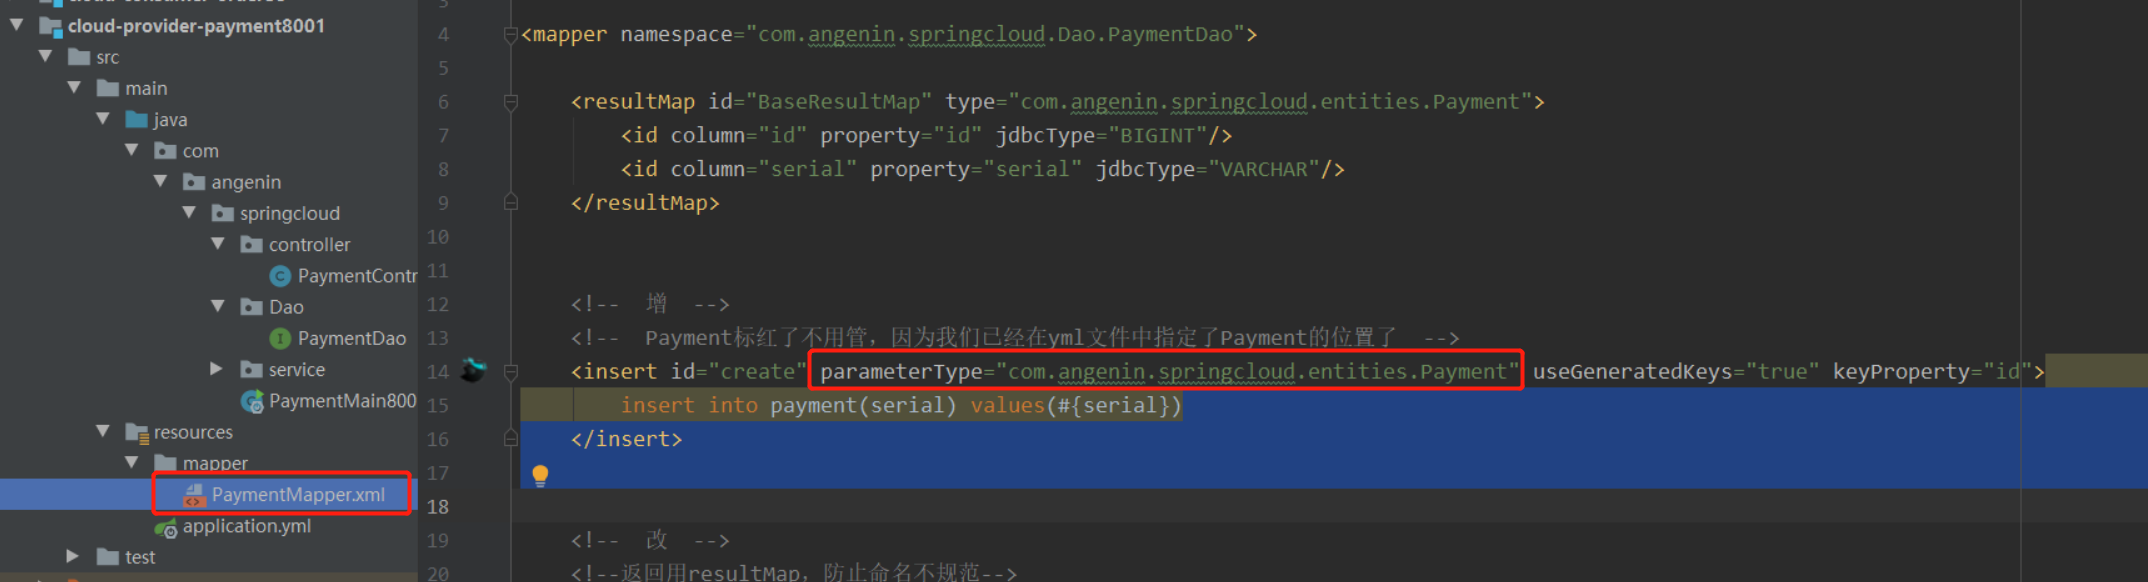 cloud-provider-payment8001
src
main
java
com
angenin
springcloud
controller
PaymentContr
Dao
PaymentDao
service
PaymentMain800
resources
mapper
PaymentMapper.xml
application.yml
test
3
4 <mapper namespace="com.angenin.springcloud.Dao.PaymentDao">
5
6 <resultMap id="BaseResultMap" type="com.angenin.springcloud.entities.Payment">
7 <id column="id" property="id" jdbcType="BIGINT"/>
8 <id column="serial" property="serial" jdbcType="VARCHAR"/>
9 </resultMap>
10
11
12 <!-- 增 -->
13 <!-- Payment标红了不用管，因为我们已经在yml文件中指定了Payment的位置了 -->
14 <insert id="create" parameterType="com.angenin.springcloud.entities.Payment" useGeneratedKeys="true" keyProperty="id">
15 insert into payment(serial) values(#{serial})
16 </insert>
17
18
19 <!-- 改 -->
20 <!--返回用resultMap，防止命名不规范-->